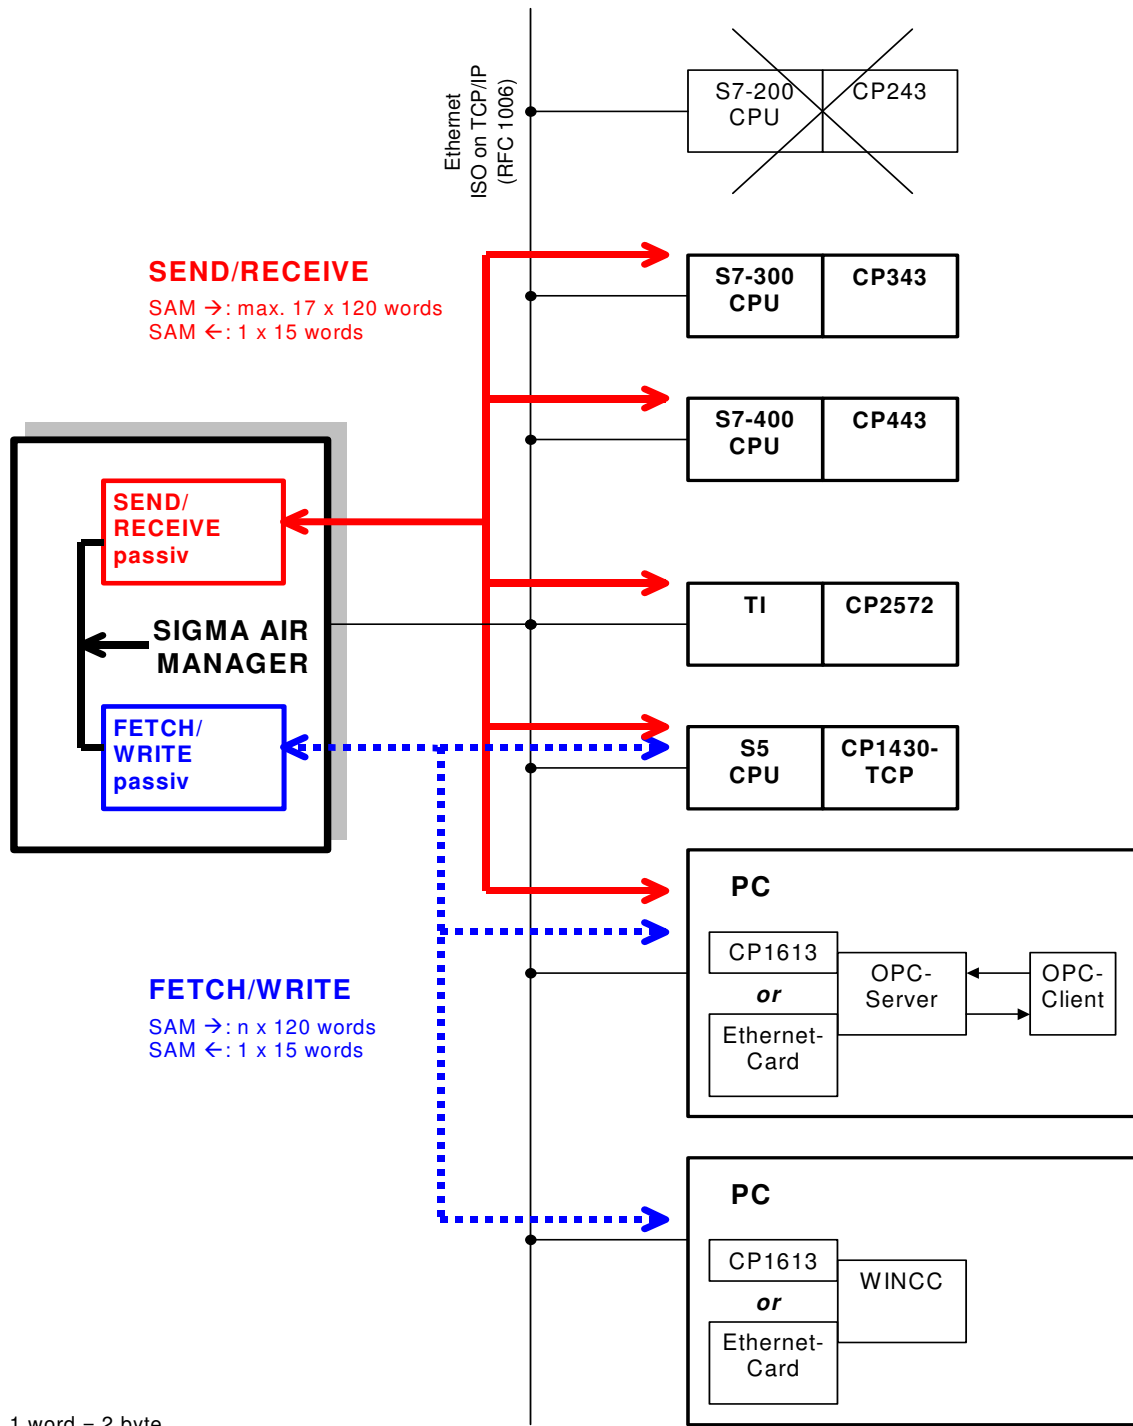 Ethernet
ISO on TCP/IP
(RFC 1006)
S7-200
CPU
CP243
SEND/RECEIVE
SAM →: max. 17 x 120 words
SAM ←: 1 x 15 words
S7-300
CPU
CP343
S7-400
CPU
CP443
SEND/
RECEIVE
passiv
TI
CP2572
SIGMA AIR
MANAGER
FETCH/
WRITE
passiv
S5
CPU
CP1430-
TCP
PC
CP1613
or
Ethernet-
Card
OPC-
Server
OPC-
Client
FETCH/WRITE
SAM →: n x 120 words
SAM ←: 1 x 15 words
PC
CP1613
or
Ethernet-
Card
WINCC
1 word = 2 byte